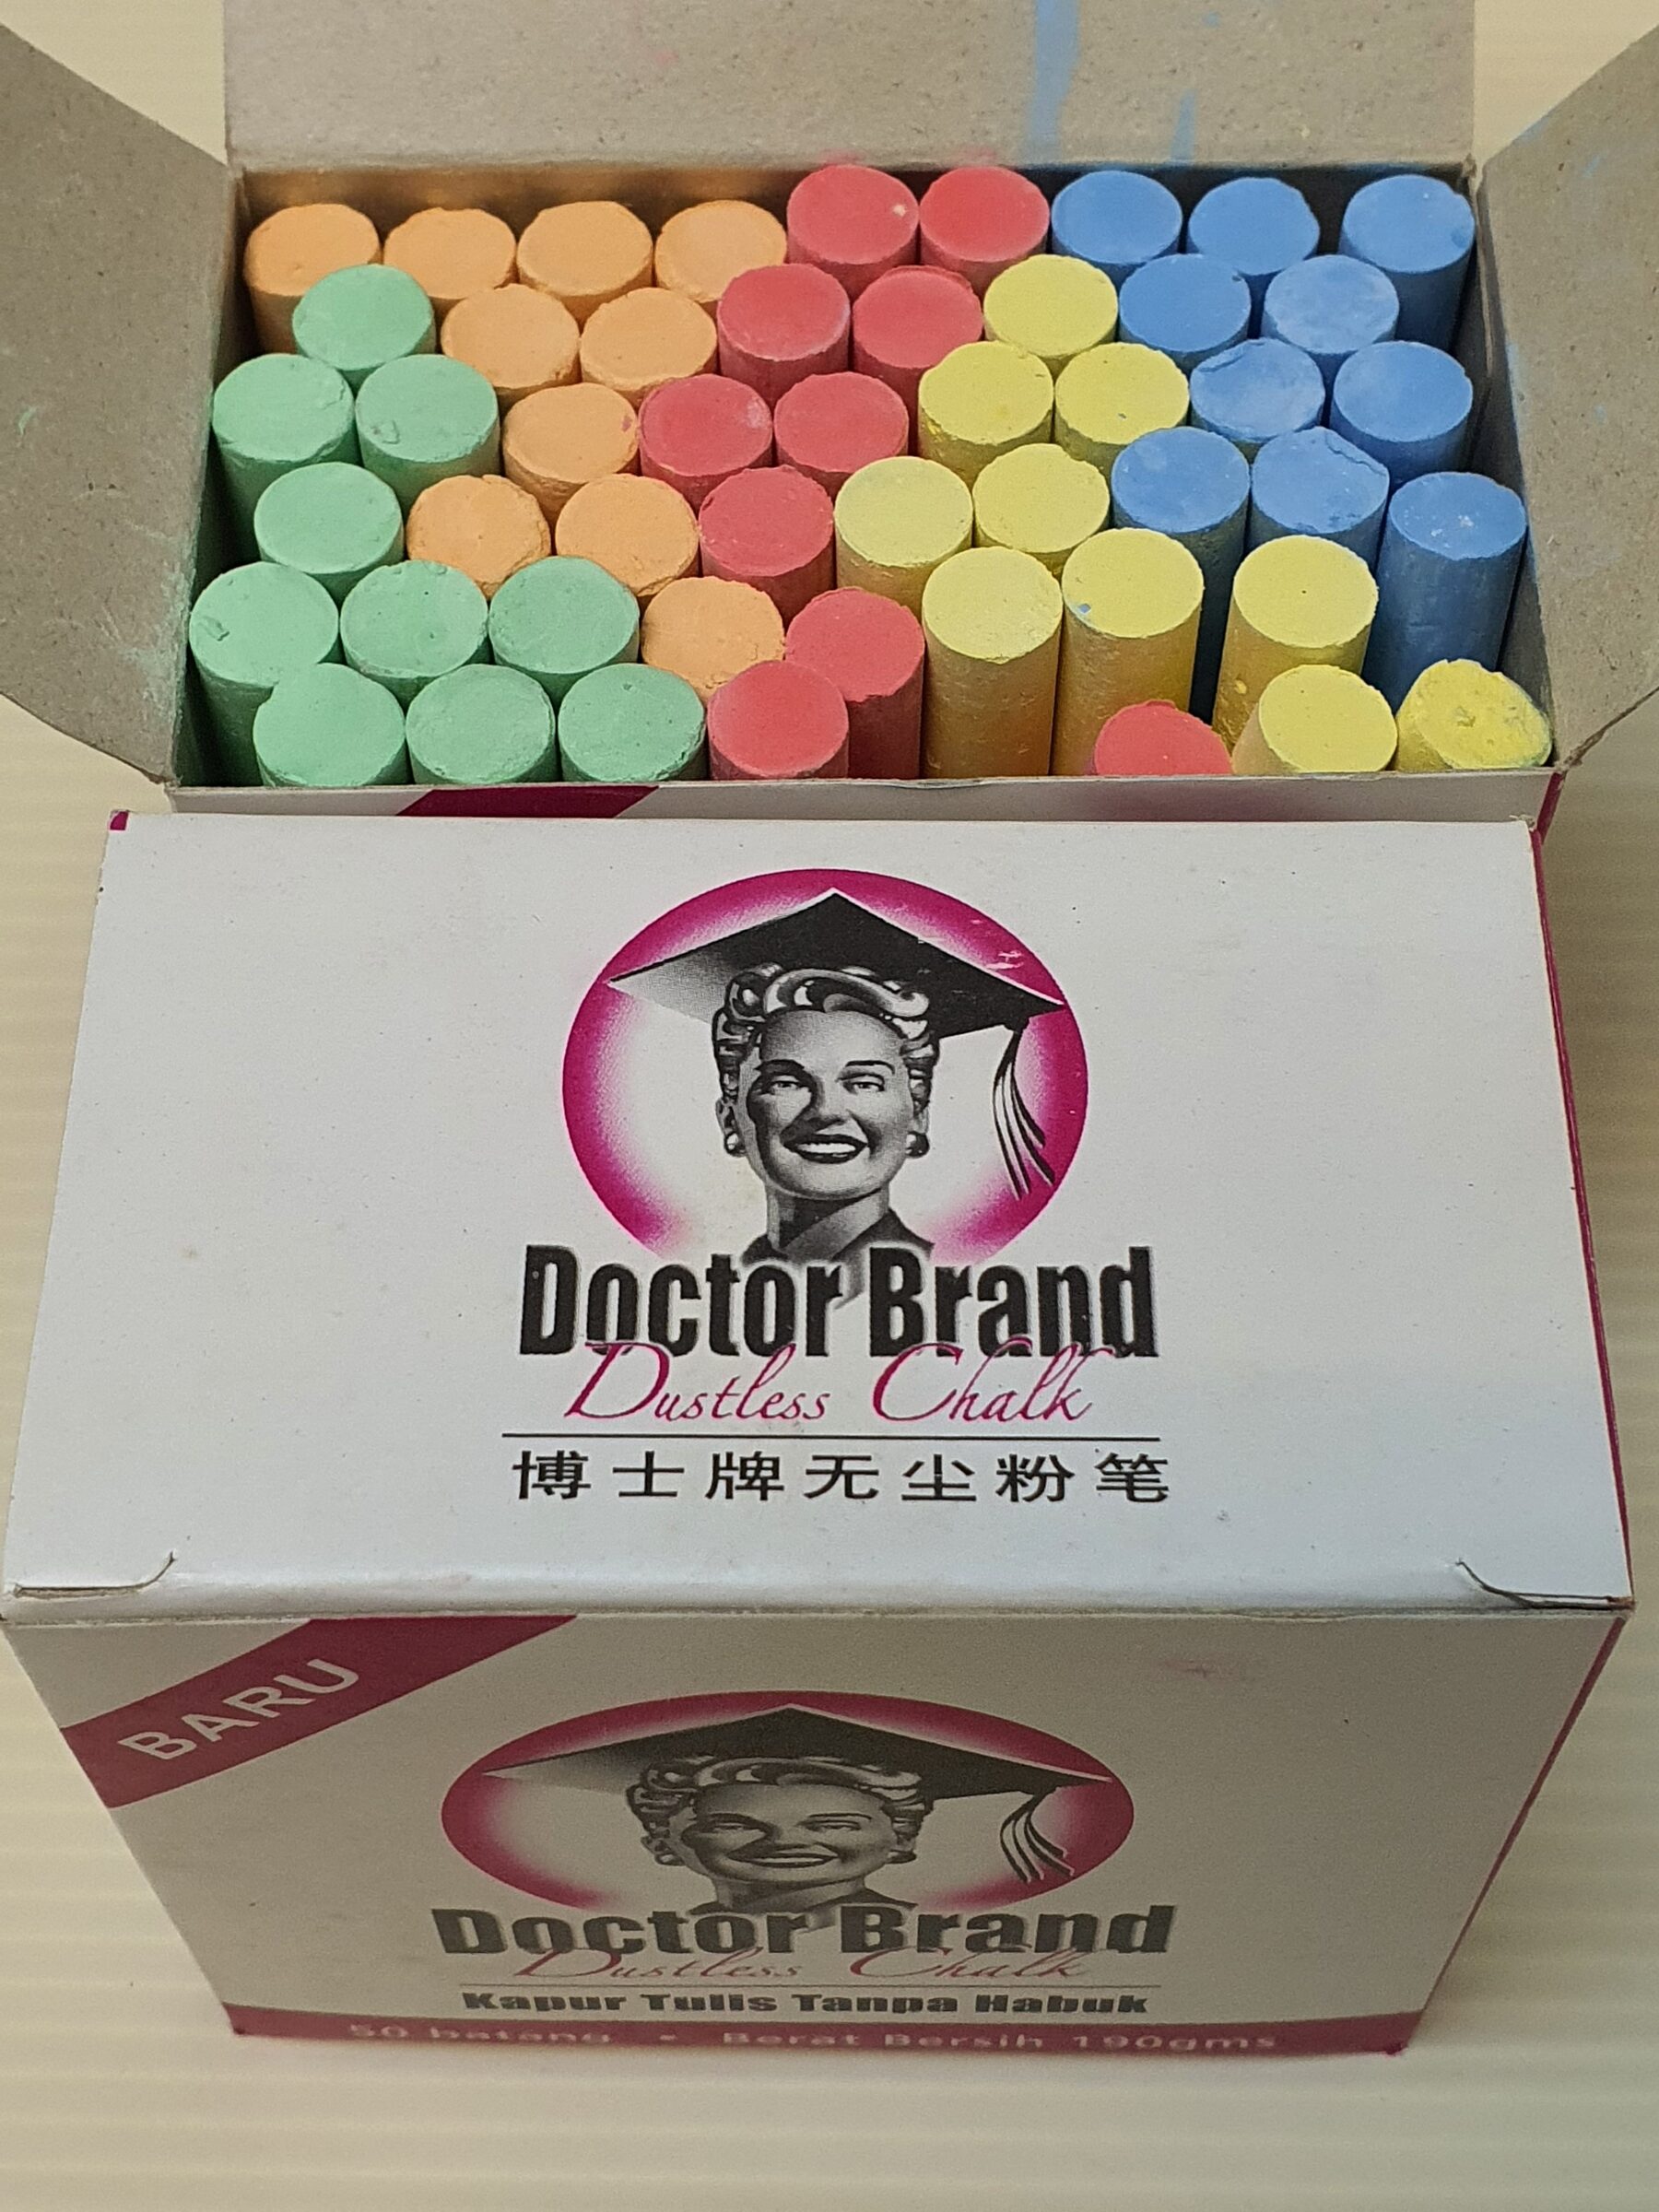 Doctor Brand
Dustless Chalk
博士牌无尘粉笔
BARU
Doctor Brand
Dustless Chalk
Kapur Tulis Tanpa Habuk
50 batang • Berat Bersih 190gms